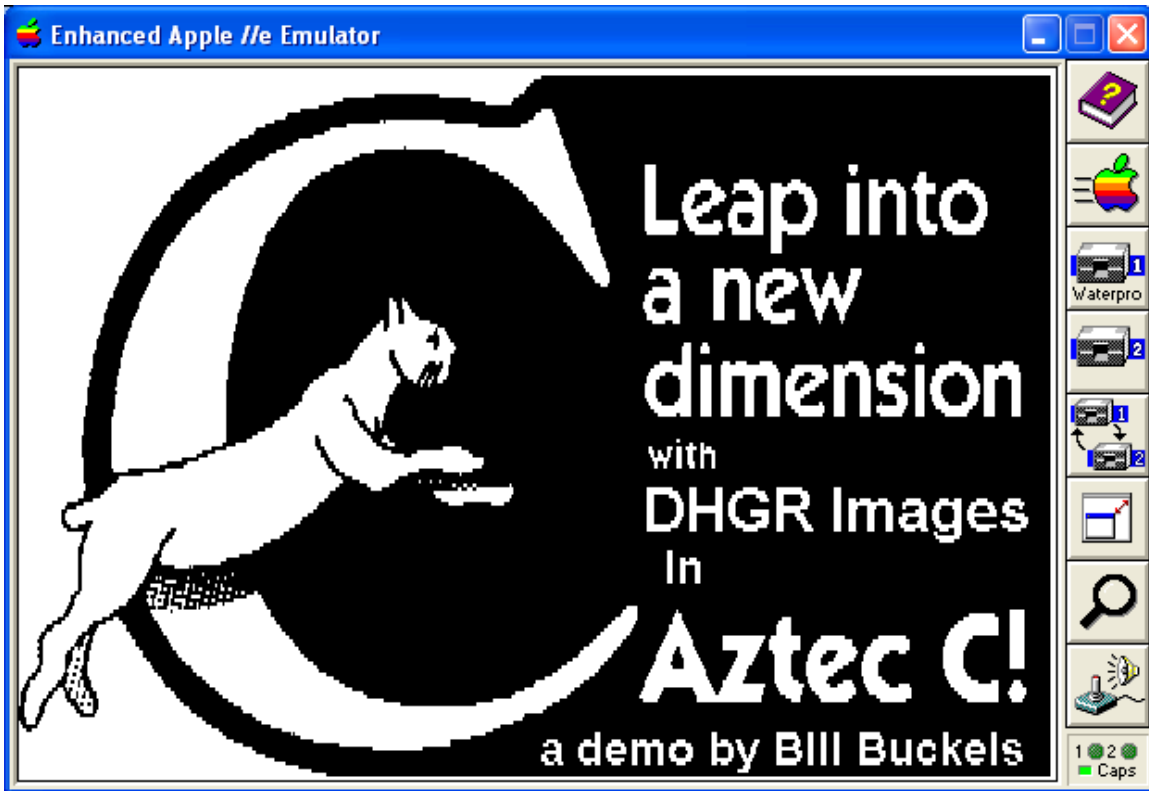 Enhanced Apple //e Emulator
Leap into
a new
dimension
with
DHGR Images
In
Aztec C!
a demo by BIll Buckels
?
1
Waterpro
2
1
2
1 2
Caps